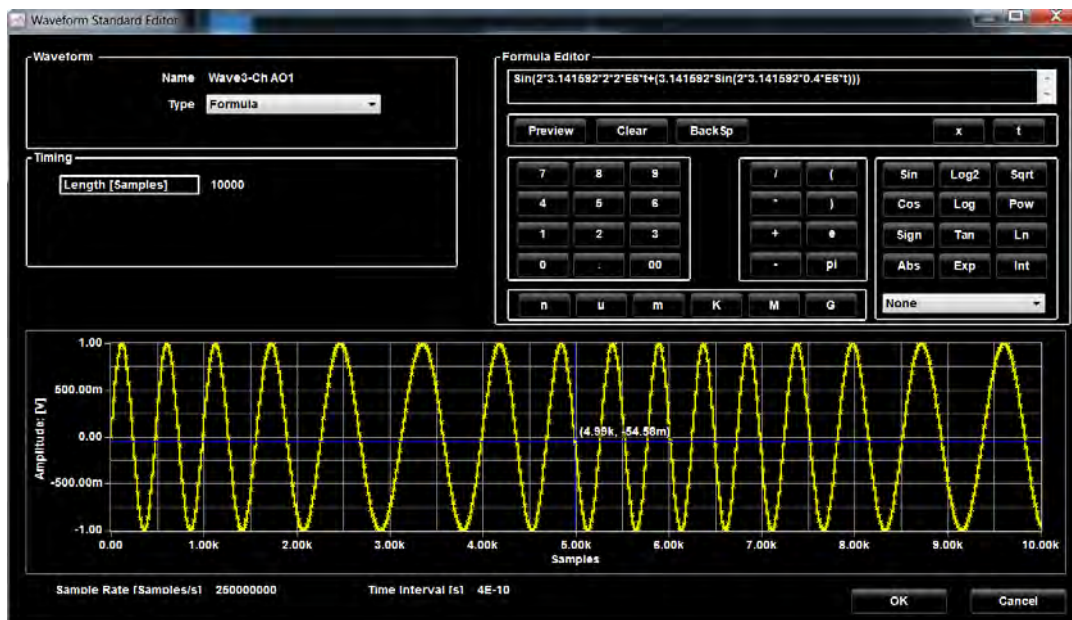 Waveform Standard Editor
Waveform
Name Wave3-Ch AO1
Type Formula
Timing
Length [Samples] 10000
Formula Editor
Sin(2*3.141592*2*2*E6*t+(3.141592*Sin(2*3.141592*0.4*E6*t)))
Preview Clear BackSp x t
7 8 9 / ( Sin Log2 Sqrt
4 5 6 * ) Cos Log Pow
1 2 3 + e Sign Tan Ln
0 . 00 - pi Abs Exp Int
n u m K M G None
1.00
500.00m
0.00
-500.00m
-1.00
Amplitude: [V]
(4.99k, -54.58m)
0.00 1.00k 2.00k 3.00k 4.00k 5.00k 6.00k 7.00k 8.00k 9.00k 10.00k
Samples
Sample Rate [Samples/s] 250000000 Time Interval [s] 4E-10
OK Cancel